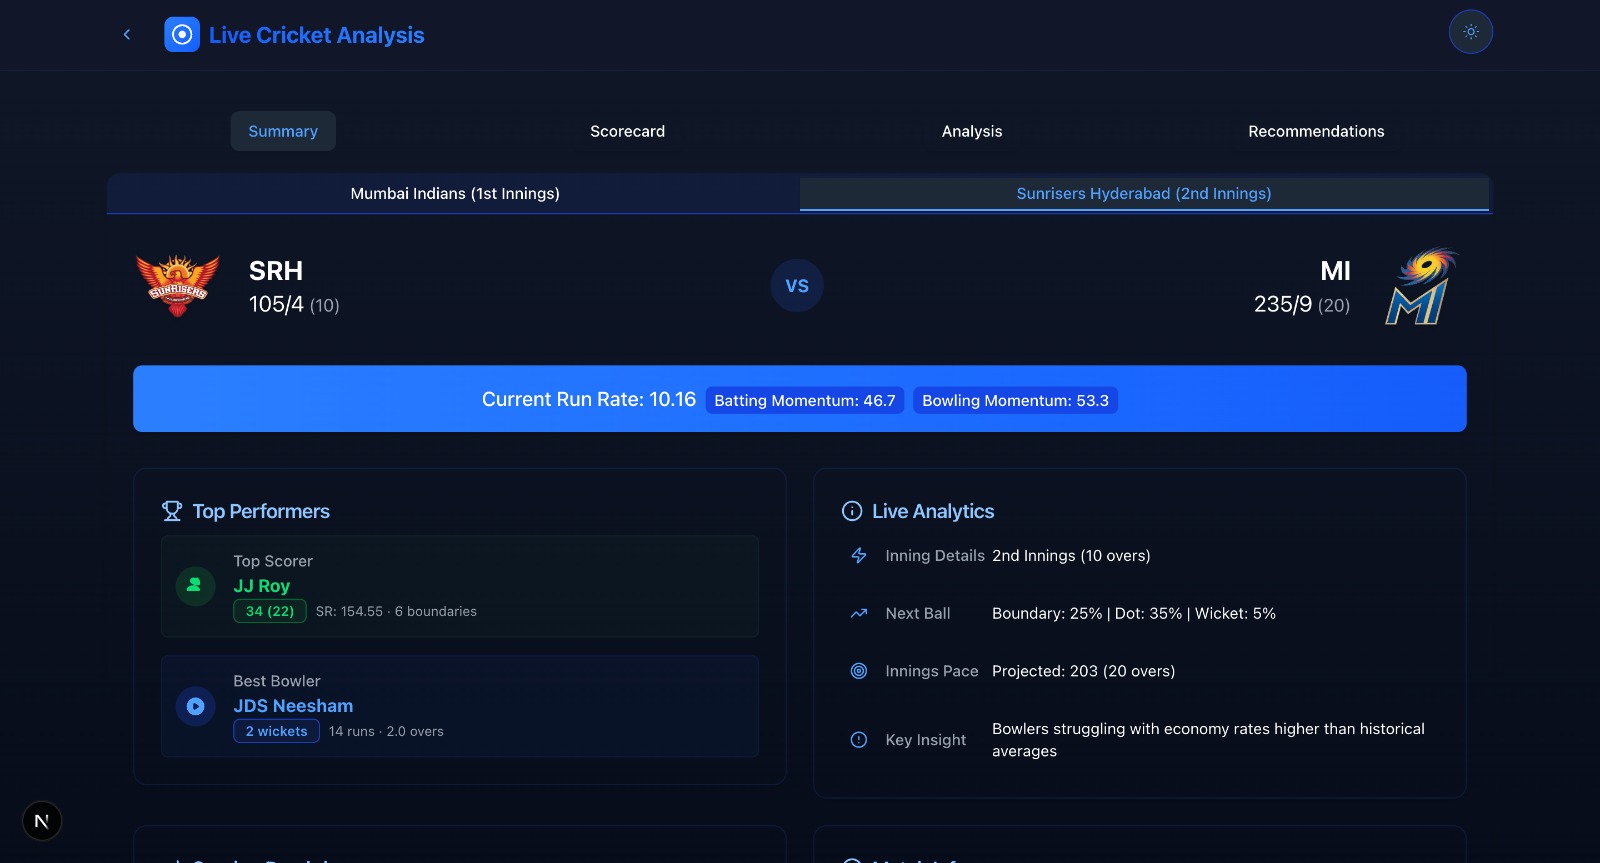 Live Cricket Analysis
Summary
Scorecard
Analysis
Recommendations
Mumbai Indians (1st Innings)
Sunrisers Hyderabad (2nd Innings)
SUNRISERS
SRH
105/4 (10)
VS
MI
235/9 (20)
MI
Current Run Rate: 10.16
Batting Momentum: 46.7
Bowling Momentum: 53.3
Top Performers
Top Scorer
JJ Roy
34 (22)
SR: 154.55 · 6 boundaries
Best Bowler
JDS Neesham
2 wickets
14 runs · 2.0 overs
Live Analytics
Inning Details 2nd Innings (10 overs)
Next Ball Boundary: 25% | Dot: 35% | Wicket: 5%
Innings Pace Projected: 203 (20 overs)
Key Insight Bowlers struggling with economy rates higher than historical
averages
N